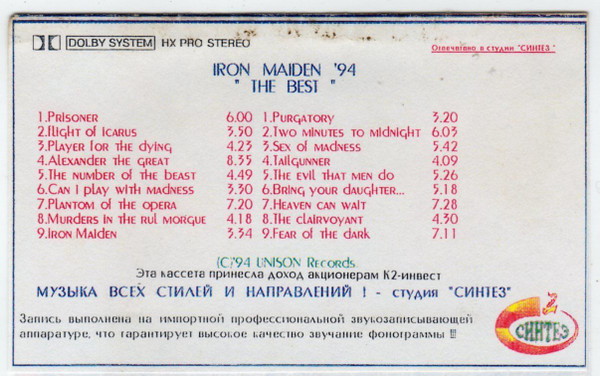 DOLBY SYSTEM HX PRO STEREO
Отпечатано в студии "СИНТЕЗ"
IRON MAIDEN '94
" THE BEST "
1.Prisoner 6.00
2.Flight of Icarus 3.50
3.Player for the dying 4.23
4.Alexander the great 8.35
5.The number of the beast 4.49
6.Can I play with madness 3.30
7.Plantom of the opera 7.20
8.Murders in the rul morgue 4.18
9.Iron Maiden 3.34
1.Purgatory 3.20
2.Two minutes to midnight 6.03
3.Sex of madness 5.42
4.Tailgunner 4.09
5.The evil that men do 5.26
6.Bring your daughter... 5.18
7.Heaven can wait 7.28
8.The clairvoyant 4.30
9.Fear of the dark 7.11
(C)'94 UNISON Records
Эта кассета принесла доход акционерам К2-инвест
МУЗЫКА ВСЕХ СТИЛЕЙ И НАПРАВЛЕНИЙ ! - студия "СИНТЕЗ"
Запись выполнена на импортной профессиональной звукозаписывающей
аппаратуре, что гарантирует высокое качество звучание фонограммы !!!
2
СИНТЕЗ